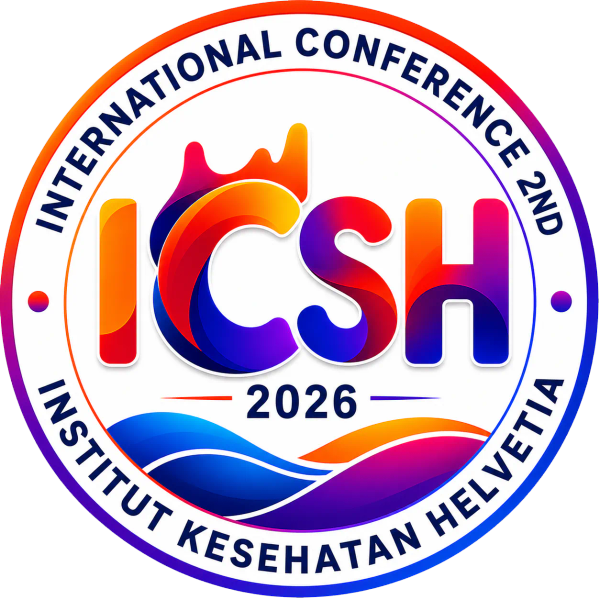 INTERNATIONAL CONFERENCE 2ND
ICSH
2026
INSTITUT KESEHATAN HELVETIA